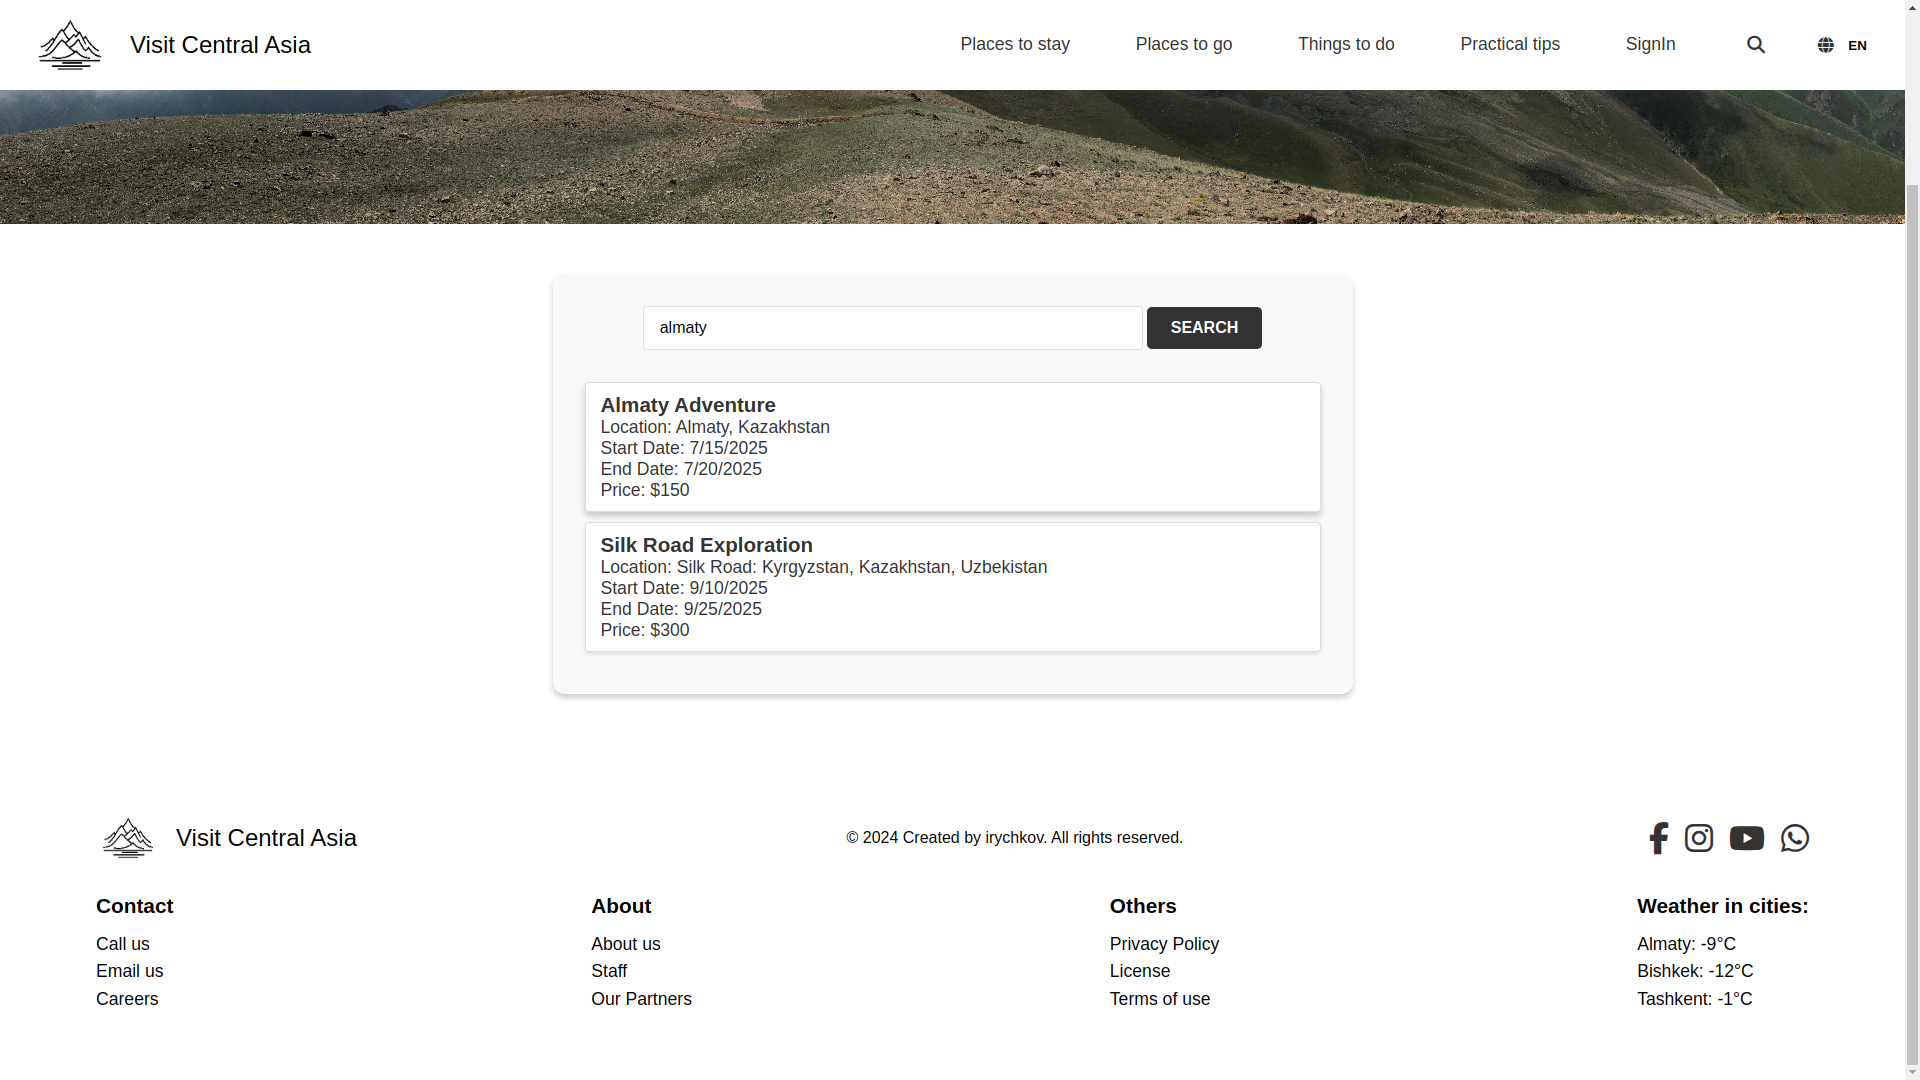 Visit Central Asia
Places to stay
Places to go
Things to do
Practical tips
SignIn
EN
almaty
SEARCH
Almaty Adventure
Location: Almaty, Kazakhstan
Start Date: 7/15/2025
End Date: 7/20/2025
Price: $150
Silk Road Exploration
Location: Silk Road: Kyrgyzstan, Kazakhstan, Uzbekistan
Start Date: 9/10/2025
End Date: 9/25/2025
Price: $300
Visit Central Asia
© 2024 Created by irychkov. All rights reserved.
Contact
Call us
Email us
Careers
About
About us
Staff
Our Partners
Others
Privacy Policy
License
Terms of use
Weather in cities:
Almaty: -9°C
Bishkek: -12°C
Tashkent: -1°C